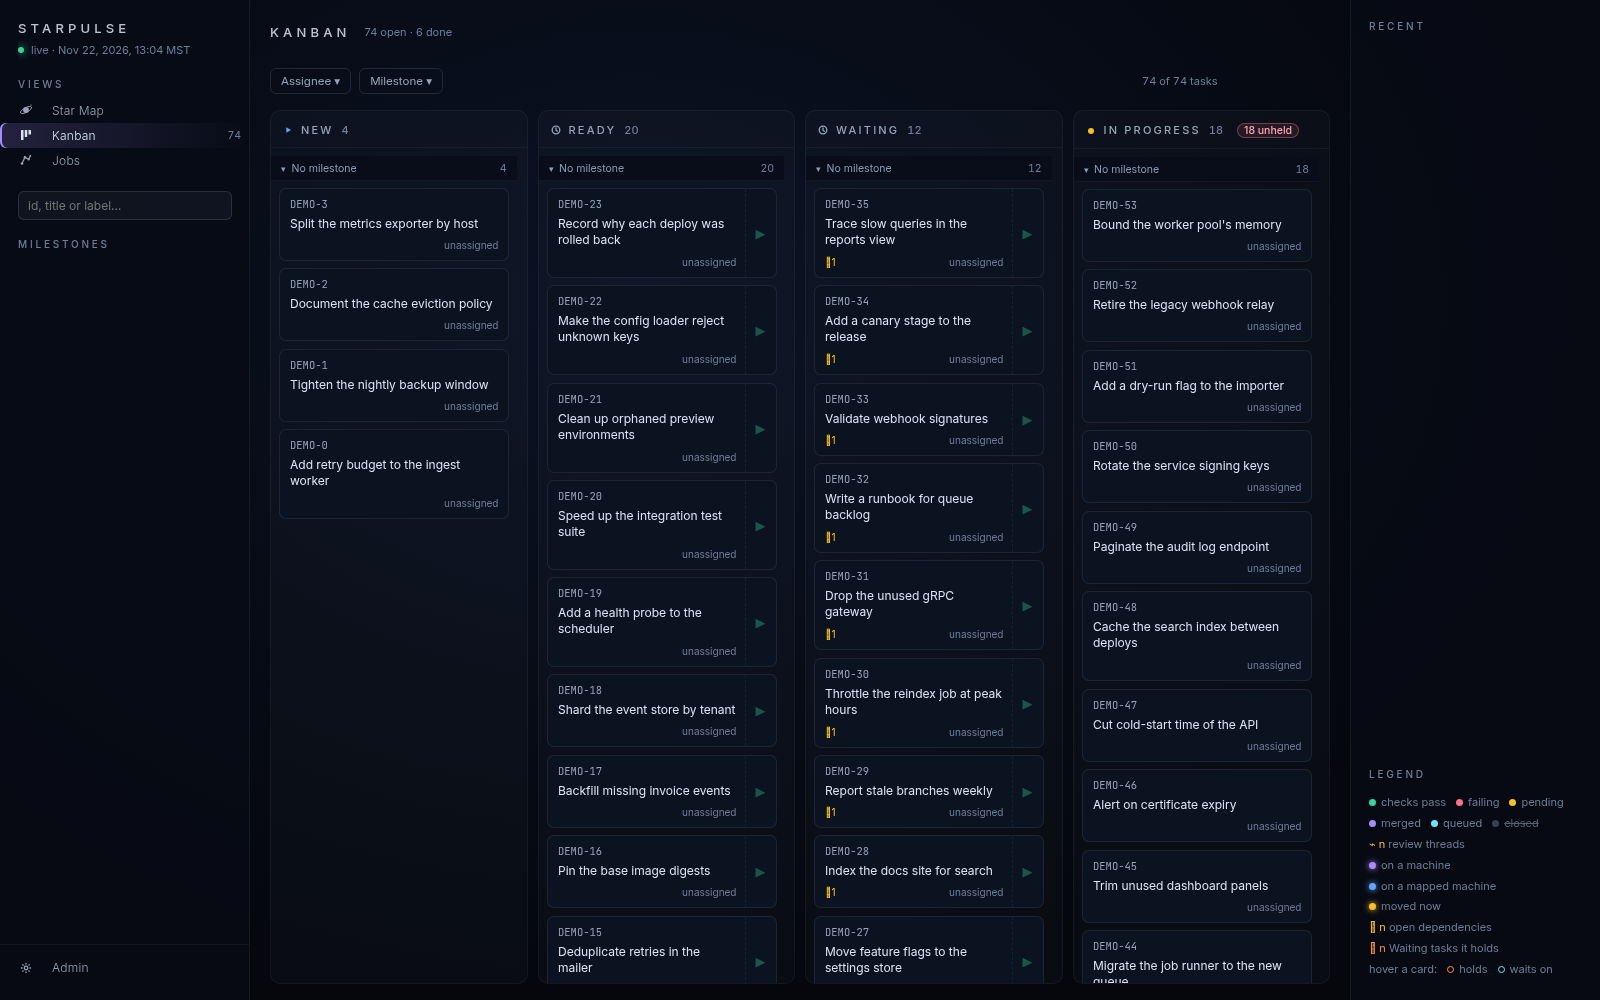 STARPULSE
live · Nov 22, 2026, 13:04 MST
VIEWS
Star Map
Kanban 74
Jobs
id, title or label...
MILESTONES
Admin
KANBAN 74 open · 6 done
Assignee ▾ Milestone ▾ 74 of 74 tasks
NEW 4
▾ No milestone 4
DEMO-3
Split the metrics exporter by host
unassigned
DEMO-2
Document the cache eviction policy
unassigned
DEMO-1
Tighten the nightly backup window
unassigned
DEMO-0
Add retry budget to the ingest
worker
unassigned
READY 20
▾ No milestone 20
DEMO-23
Record why each deploy was
rolled back
unassigned
DEMO-22
Make the config loader reject
unknown keys
unassigned
DEMO-21
Clean up orphaned preview
environments
unassigned
DEMO-20
Speed up the integration test
suite
unassigned
DEMO-19
Add a health probe to the
scheduler
unassigned
DEMO-18
Shard the event store by tenant
unassigned
DEMO-17
Backfill missing invoice events
unassigned
DEMO-16
Pin the base image digests
unassigned
DEMO-15
Deduplicate retries in the
mailer
WAITING 12
▾ No milestone 12
DEMO-35
Trace slow queries in the
reports view
1 unassigned
DEMO-34
Add a canary stage to the
release
1 unassigned
DEMO-33
Validate webhook signatures
1 unassigned
DEMO-32
Write a runbook for queue
backlog
1 unassigned
DEMO-31
Drop the unused gRPC
gateway
1 unassigned
DEMO-30
Throttle the reindex job at peak
hours
1 unassigned
DEMO-29
Report stale branches weekly
1 unassigned
DEMO-28
Index the docs site for search
1 unassigned
DEMO-27
Move feature flags to the
settings store
IN PROGRESS 18 18 unheld
▾ No milestone 18
DEMO-53
Bound the worker pool's memory
unassigned
DEMO-52
Retire the legacy webhook relay
unassigned
DEMO-51
Add a dry-run flag to the importer
unassigned
DEMO-50
Rotate the service signing keys
unassigned
DEMO-49
Paginate the audit log endpoint
unassigned
DEMO-48
Cache the search index between
deploys
unassigned
DEMO-47
Cut cold-start time of the API
unassigned
DEMO-46
Alert on certificate expiry
unassigned
DEMO-45
Trim unused dashboard panels
unassigned
DEMO-44
Migrate the job runner to the new
queue
RECENT
LEGEND
checks pass failing pending
merged queued closed
n review threads
on a machine
on a mapped machine
moved now
n open dependencies
n Waiting tasks it holds
hover a card: holds waits on